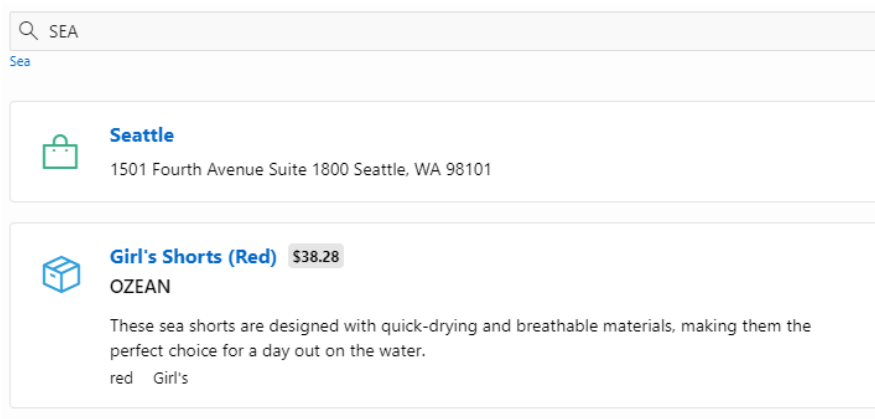 SEA
Sea
Seattle
1501 Fourth Avenue Suite 1800 Seattle, WA 98101
Girl's Shorts (Red) $38.28
OZEAN
These sea shorts are designed with quick-drying and breathable materials, making them the
perfect choice for a day out on the water.
red Girl's